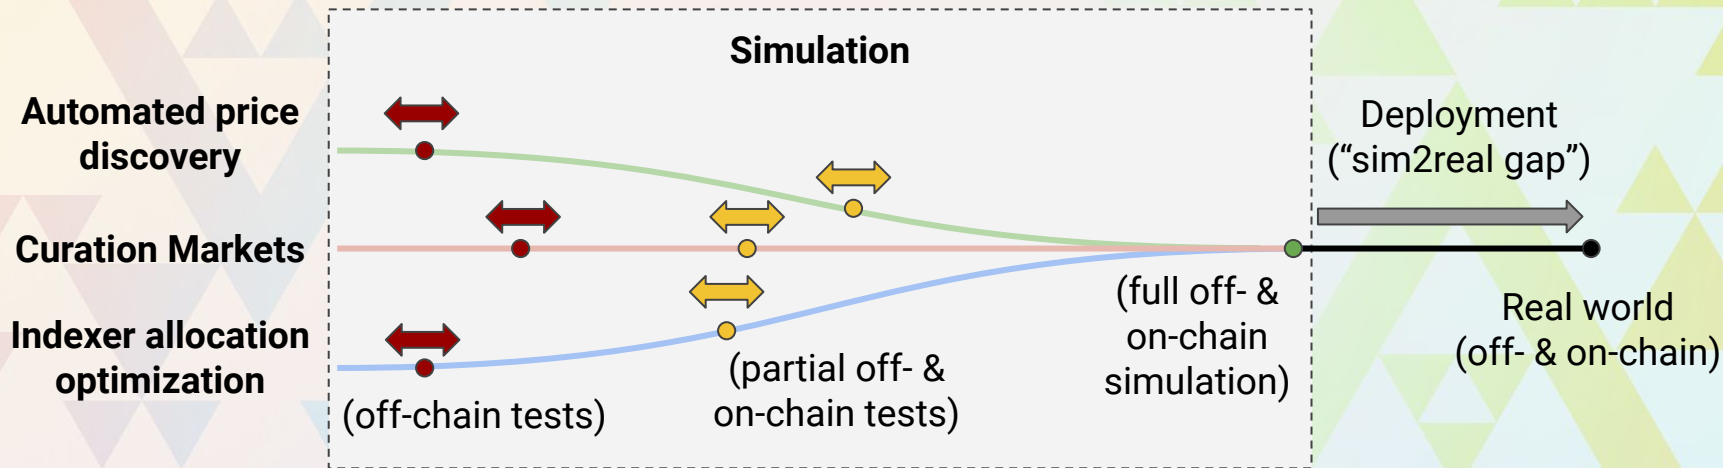 Simulation
Automated price
discovery
Curation Markets
Indexer allocation
optimization
(off-chain tests)
(partial off- &
on-chain tests)
(full off- &
on-chain
simulation)
Deployment
(“sim2real gap”)
Real world
(off- & on-chain)